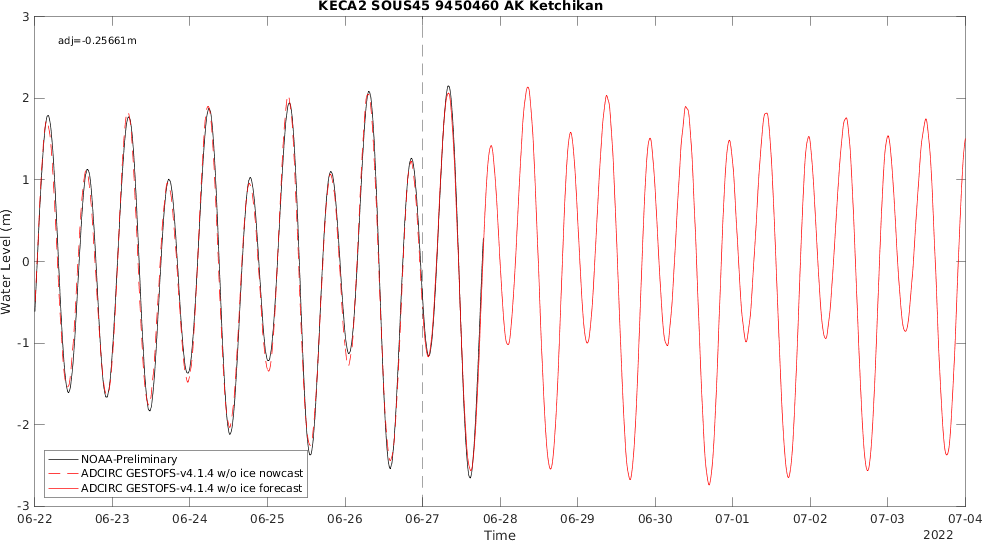 KECA2 SOUS45 9450460 AK Ketchikan
adj=-0.25661m
3
2
1
0
-1
-2
-3
Water Level (m)
NOAA-Preliminary
ADCIRC GESTOFS-v4.1.4 w/o ice nowcast
ADCIRC GESTOFS-v4.1.4 w/o ice forecast
06-22 06-23 06-24 06-25 06-26 06-27 06-28 06-29 06-30 07-01 07-02 07-03 07-04
Time
2022